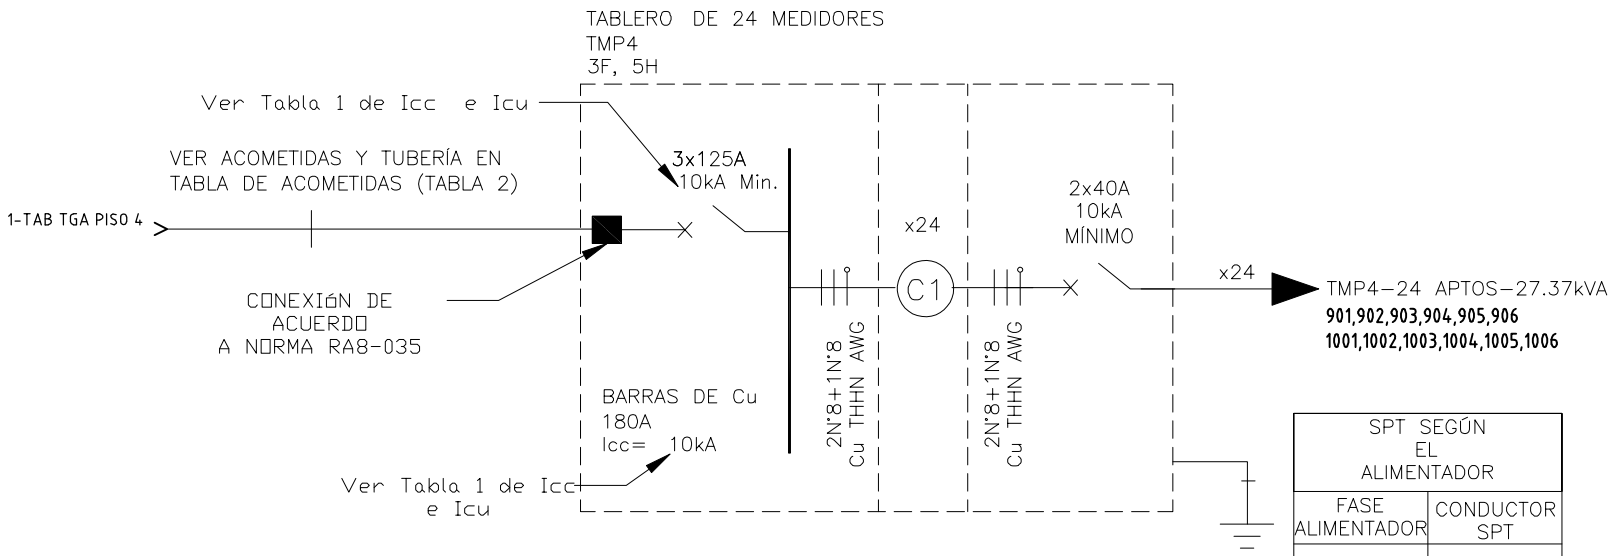 TABLERO DE 24 MEDIDORES
TMP4
3F, 5H
Ver Tabla 1 de Icc e Icu
VER ACOMETIDAS Y TUBERÍA EN
TABLA DE ACOMETIDAS (TABLA 2)
3x125A
10kA Min.
1-TAB TGA PISO 4
CONEXIóN DE
ACUERDO
A NORMA RA8-035
x24
C1
2x40A
10kA
MÍNIMO
x24
TMP4-24 APTOS-27.37kVA
901,902,903,904,905,906
1001,1002,1003,1004,1005,1006
2N°8+1N°8
Cu THHN AWG
2N°8+1N°8
Cu THHN AWG
BARRAS DE Cu
180A
Icc= 10kA
Ver Tabla 1 de Icc
e Icu
SPT SEGÚN
EL
ALIMENTADOR
FASE
ALIMENTADOR
CONDUCTOR
SPT